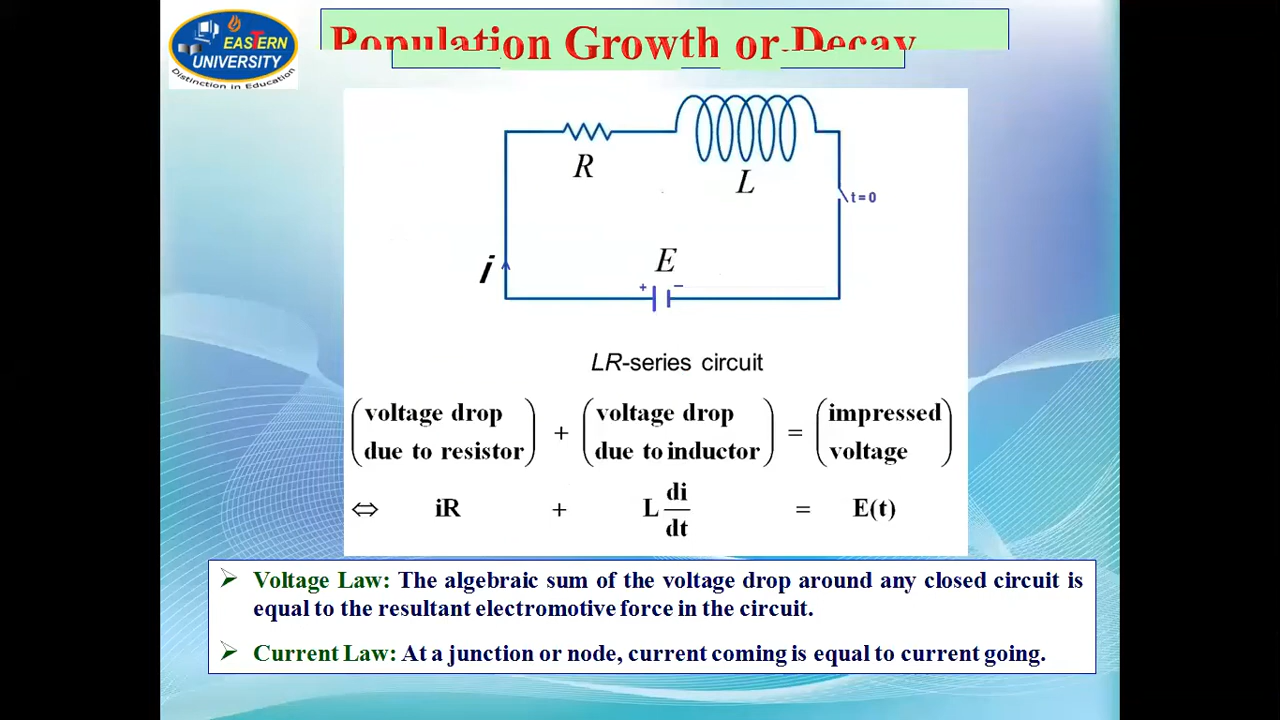 EASTERN
UNIVERSITY
Distinction in Education
Population Growth or Decay
R
L
t = 0
i
E
+ −
LR-series circuit
(voltage drop due to resistor) + (voltage drop due to inductor) = (impressed voltage)
⇔ iR + L di/dt = E(t)
➢ Voltage Law: The algebraic sum of the voltage drop around any closed circuit is
equal to the resultant electromotive force in the circuit.
➢ Current Law: At a junction or node, current coming is equal to current going.